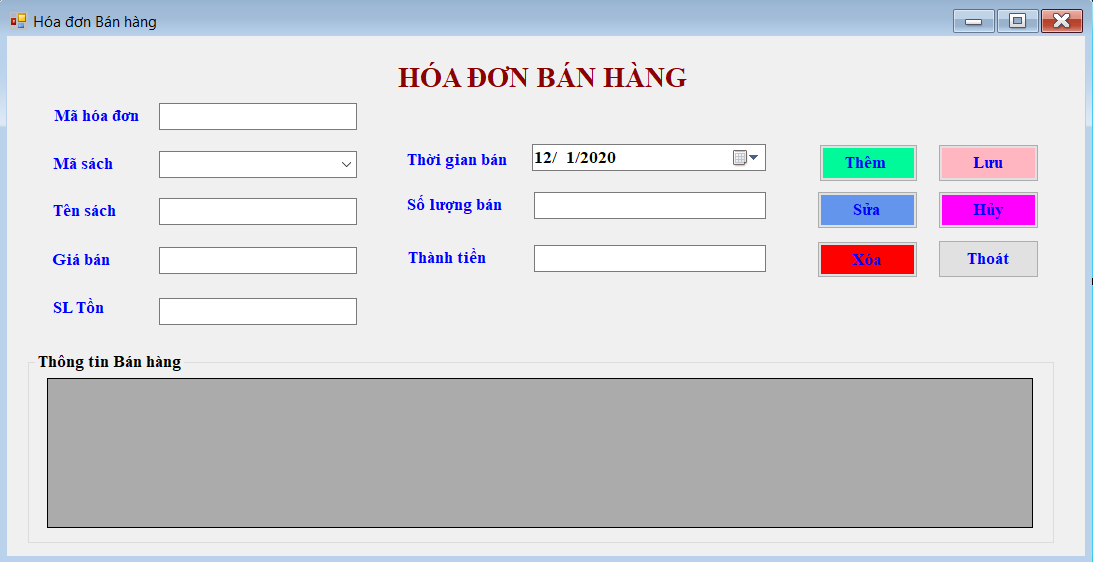 Hóa đơn Bán hàng
HÓA ĐƠN BÁN HÀNG
Mã hóa đơn
Mã sách
Tên sách
Giá bán
SL Tồn
Thời gian bán 12/ 1/2020
Số lượng bán
Thành tiền
Thêm Lưu
Sửa Hủy
Xóa Thoát
Thông tin Bán hàng